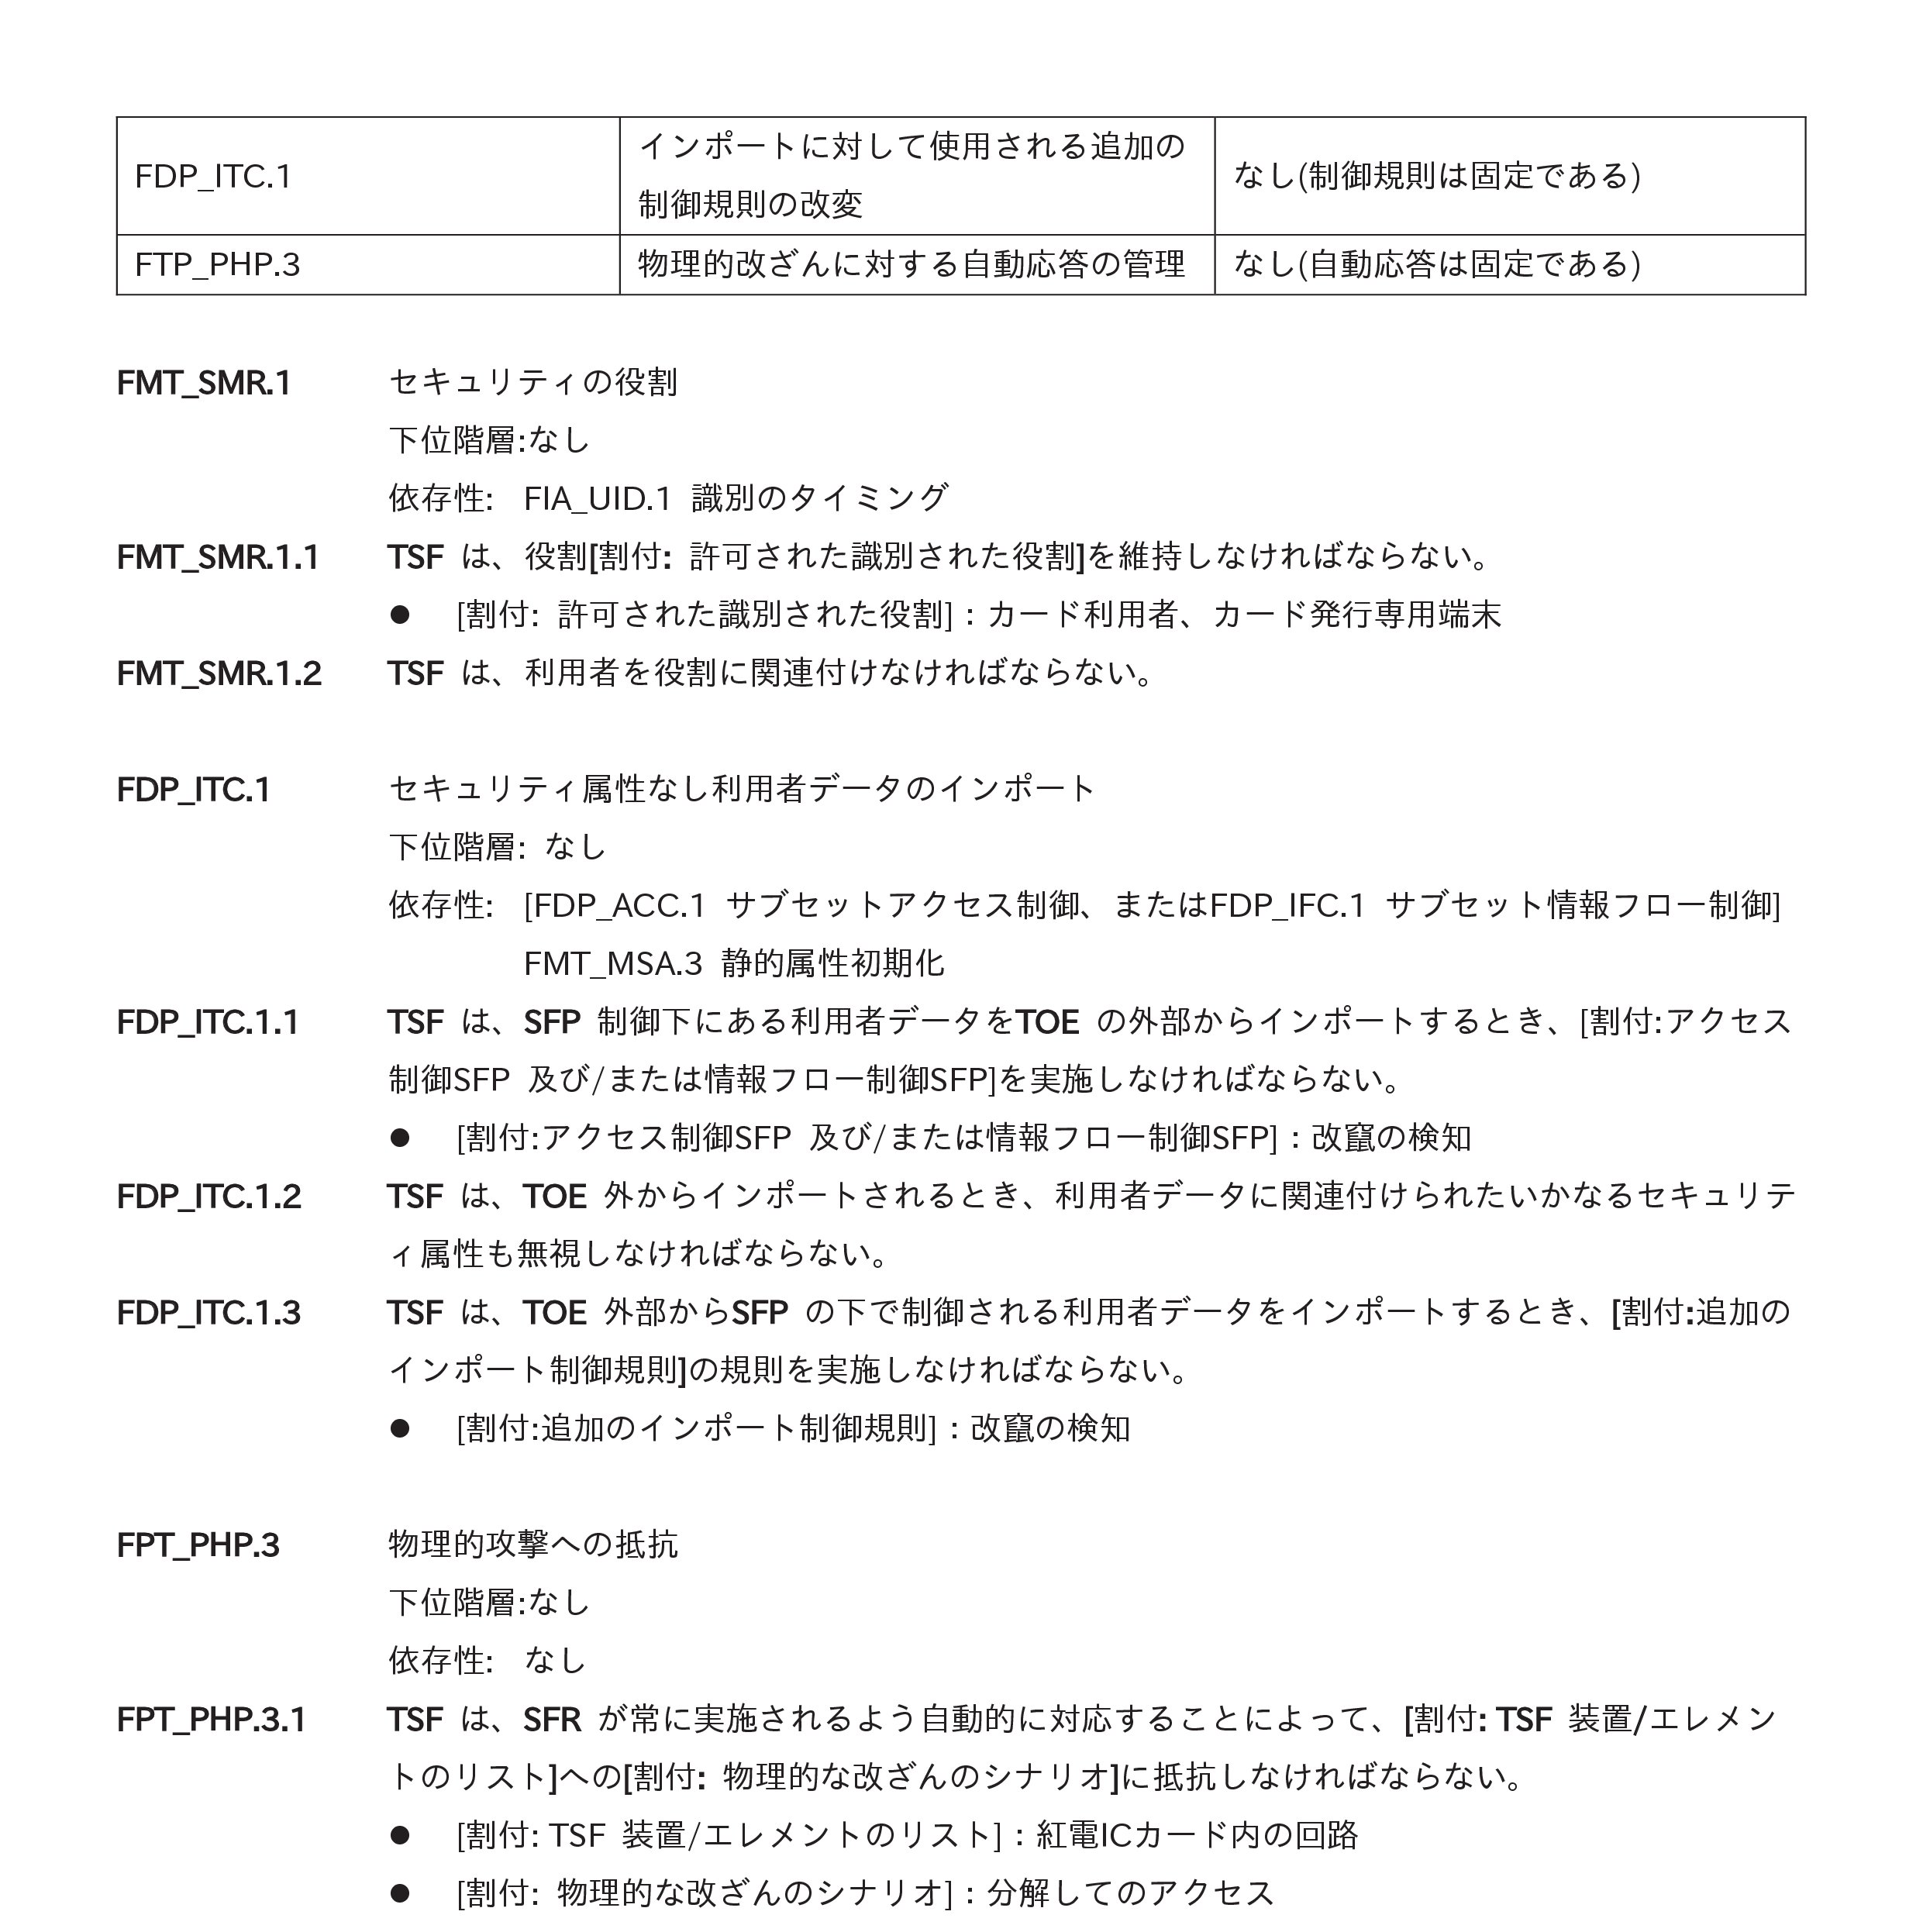 FDP_ITC.1
インポートに対して使用される追加の
制御規則の改変
なし(制御規則は固定である)
FTP_PHP.3
物理的改ざんに対する自動応答の管理
なし(自動応答は固定である)
FMT_SMR.1 セキュリティの役割
下位階層:なし
依存性: FIA_UID.1 識別のタイミング
FMT_SMR.1.1 TSF は、役割[割付: 許可された識別された役割]を維持しなければならない。
● [割付: 許可された識別された役割]：カード利用者、カード発行専用端末
FMT_SMR.1.2 TSF は、利用者を役割に関連付けなければならない。
FDP_ITC.1 セキュリティ属性なし利用者データのインポート
下位階層: なし
依存性: [FDP_ACC.1 サブセットアクセス制御、またはFDP_IFC.1 サブセット情報フロー制御]
FMT_MSA.3 静的属性初期化
FDP_ITC.1.1 TSF は、SFP 制御下にある利用者データをTOE の外部からインポートするとき、[割付:アクセス
制御SFP 及び/または情報フロー制御SFP]を実施しなければならない。
● [割付:アクセス制御SFP 及び/または情報フロー制御SFP]：改竄の検知
FDP_ITC.1.2 TSF は、TOE 外からインポートされるとき、利用者データに関連付けられたいかなるセキュリテ
ィ属性も無視しなければならない。
FDP_ITC.1.3 TSF は、TOE 外部からSFP の下で制御される利用者データをインポートするとき、[割付:追加の
インポート制御規則]の規則を実施しなければならない。
● [割付:追加のインポート制御規則]：改竄の検知
FPT_PHP.3 物理的攻撃への抵抗
下位階層:なし
依存性: なし
FPT_PHP.3.1 TSF は、SFR が常に実施されるよう自動的に対応することによって、[割付: TSF 装置/エレメン
トのリスト]への[割付: 物理的な改ざんのシナリオ]に抵抗しなければならない。
● [割付: TSF 装置/エレメントのリスト]：紅電ICカード内の回路
● [割付: 物理的な改ざんのシナリオ]：分解してのアクセス